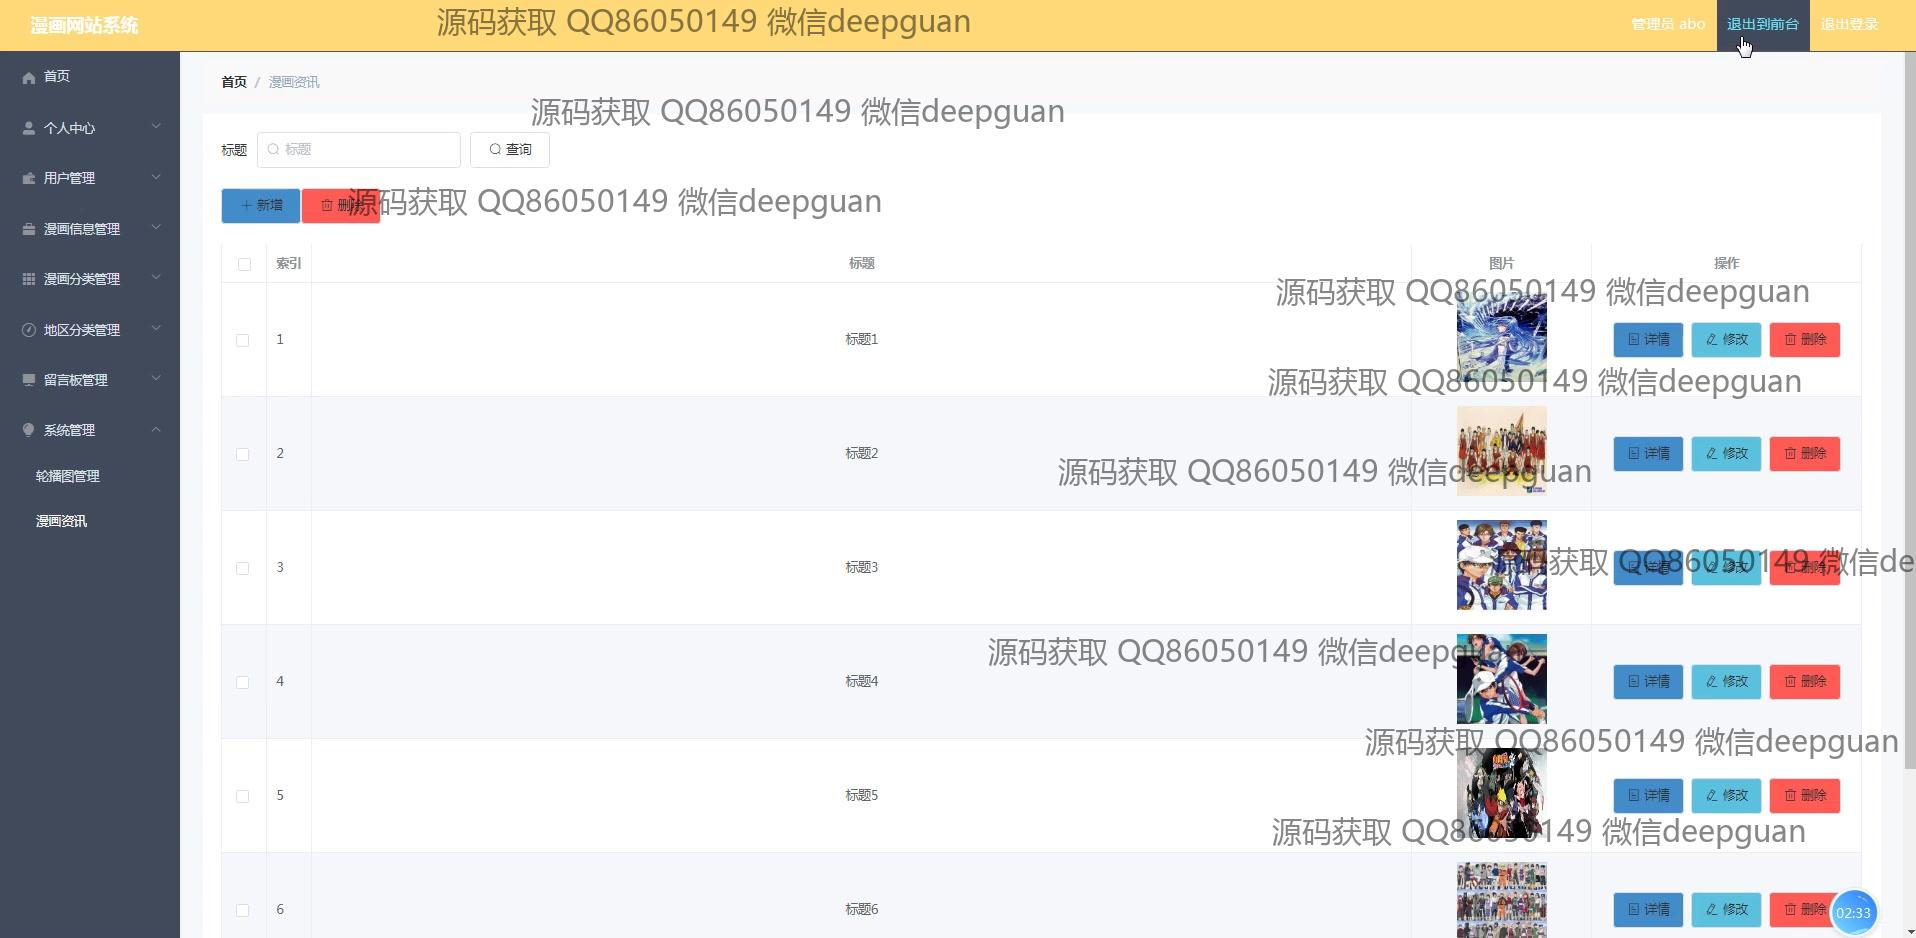 漫画网站系统
源码获取 QQ86050149 微信deepguan
管理员 abo
退出到前台
退出登录
首页
个人中心
用户管理
漫画信息管理
漫画分类管理
地区分类管理
留言板管理
系统管理
轮播图管理
漫画资讯
首页 / 漫画资讯
源码获取 QQ86050149 微信deepguan
标题 标题 查询
新增 删除
源码获取 QQ86050149 微信deepguan
索引 标题 图片 操作
源码获取 QQ86050149 微信deepguan
1 标题1 详情 修改 删除
源码获取 QQ86050149 微信deepguan
2 标题2 详情 修改 删除
源码获取 QQ86050149 微信deepguan
3 标题3 详情 修改 删除
源码获取 QQ86050149 微信de
源码获取 QQ86050149 微信deepguan
4 标题4 详情 修改 删除
源码获取 QQ86050149 微信deepguan
5 标题5 详情 修改 删除
源码获取 QQ86050149 微信deepguan
6 标题6 详情 修改 删除
02:33